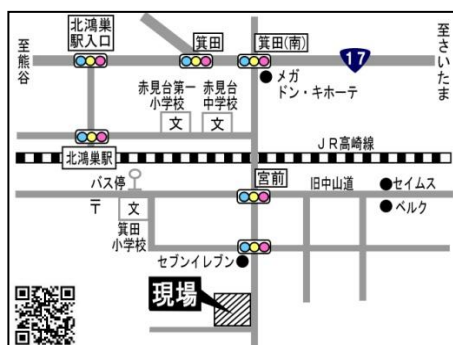 北鴻巣
駅入口
箕田
箕田(南)
至熊谷
至さいたま
17
メガ
ドン・キホーテ
赤見台第一
小学校
赤見台
中学校
文
文
JR高崎線
北鴻巣駅
バス停
宮前
旧中山道
セイムス
ベルク
〒
文
箕田
小学校
セブンイレブン
現場